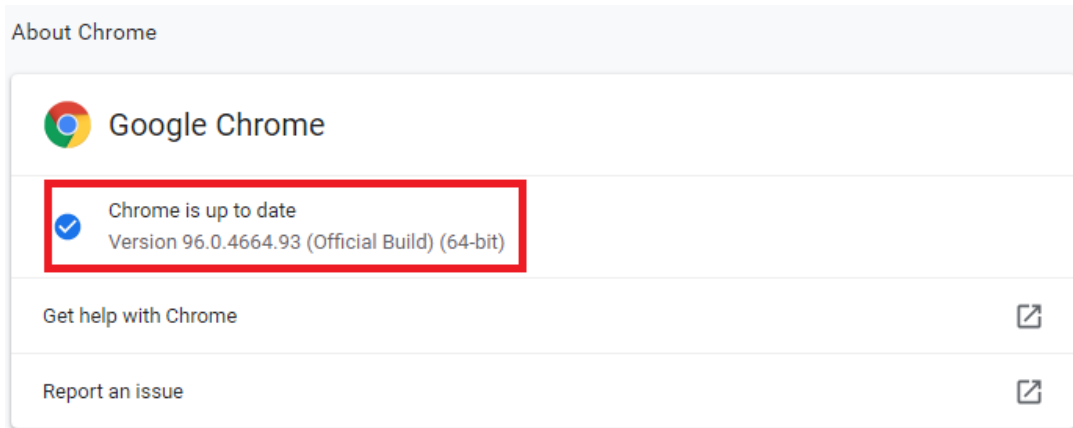 About Chrome
Google Chrome
Chrome is up to date
Version 96.0.4664.93 (Official Build) (64-bit)
Get help with Chrome
Report an issue